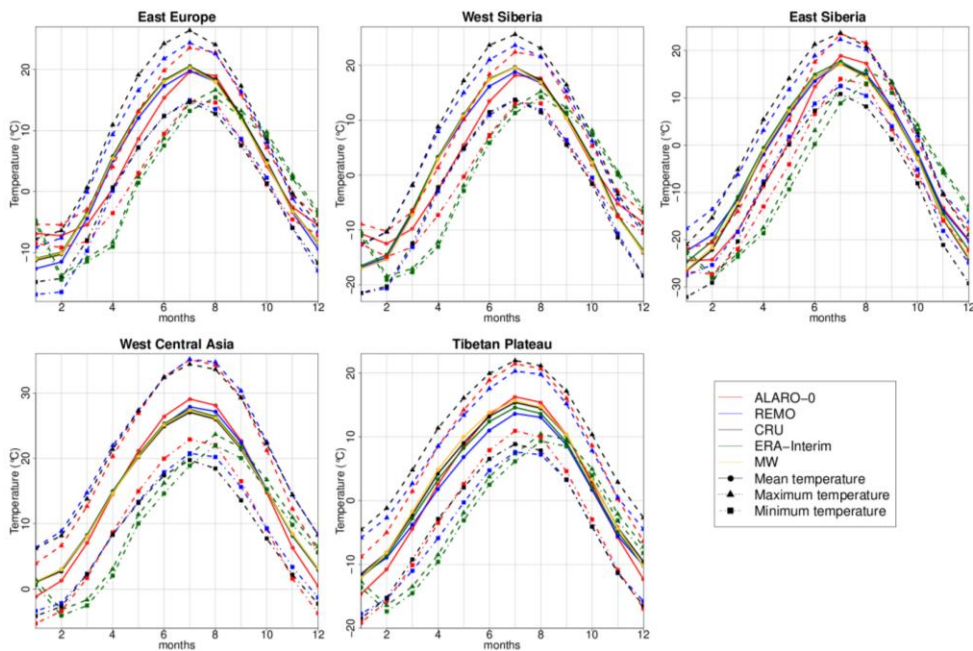 East Europe
Temperature (°C)
20
10
0
−10
2 4 6 8 10 12
months
West Siberia
Temperature (°C)
20
10
0
−10
−20
2 4 6 8 10 12
months
East Siberia
Temperature (°C)
20
10
0
−10
−20
−30
2 4 6 8 10 12
months
West Central Asia
Temperature (°C)
30
20
10
0
2 4 6 8 10 12
months
Tibetan Plateau
Temperature (°C)
20
10
0
−10
−20
2 4 6 8 10 12
months
ALARO−0
REMO
CRU
ERA−Interim
MW
Mean temperature
Maximum temperature
Minimum temperature